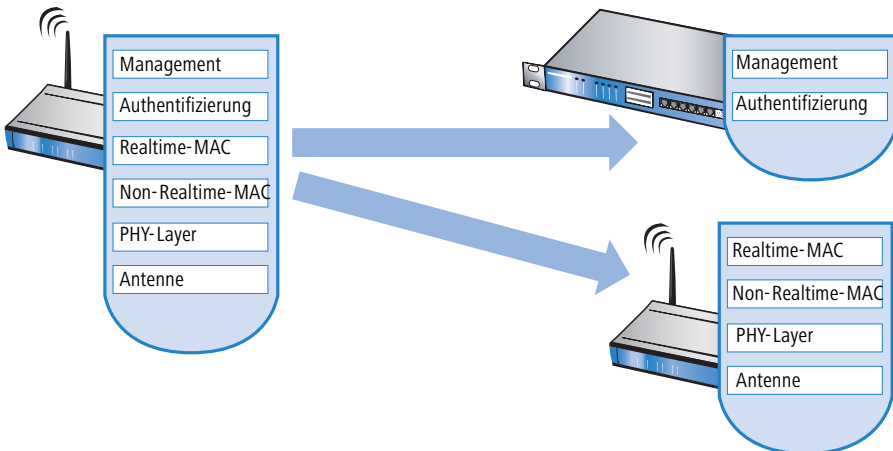 Management
Authentifizierung
Realtime-MAC
Non-Realtime-MAC
PHY-Layer
Antenne
Management
Authentifizierung
Realtime-MAC
Non-Realtime-MAC
PHY-Layer
Antenne